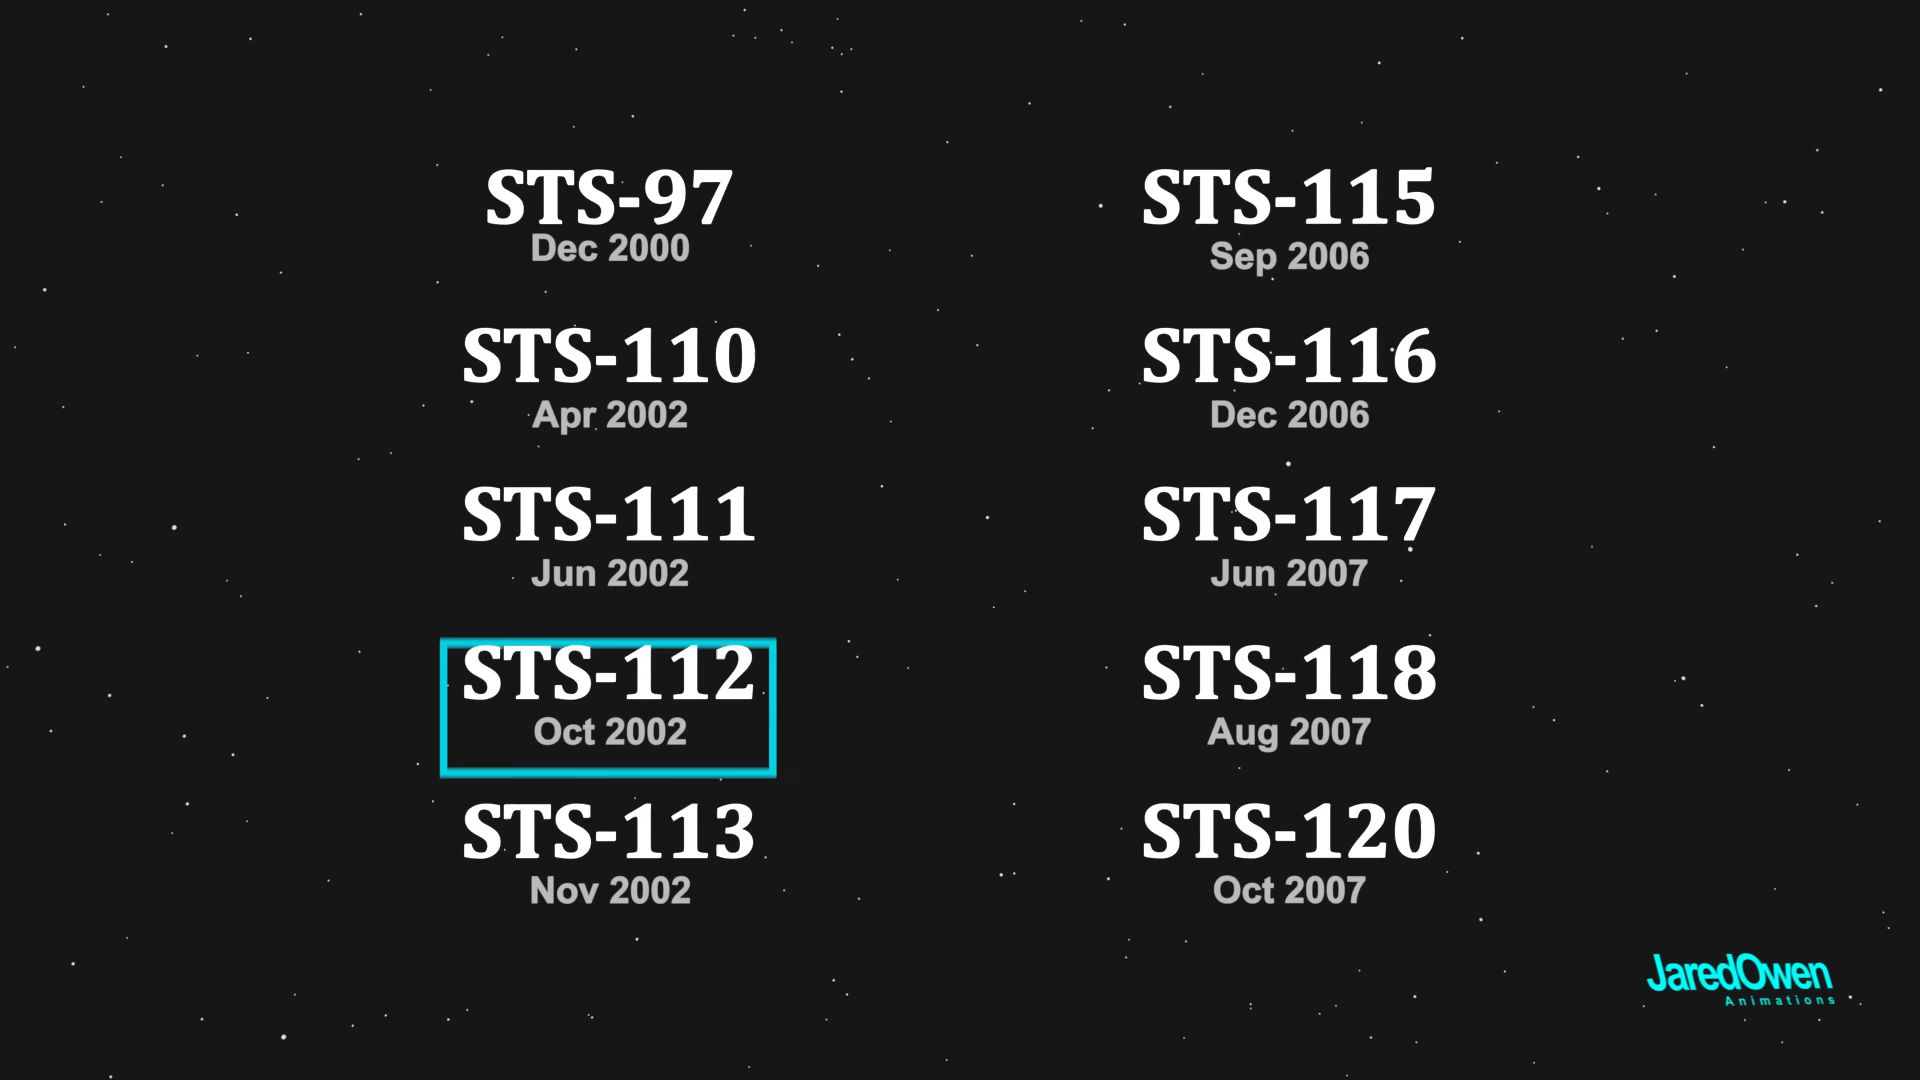 STS-97
Dec 2000
STS-110
Apr 2002
STS-111
Jun 2002
STS-112
Oct 2002
STS-113
Nov 2002
STS-115
Sep 2006
STS-116
Dec 2006
STS-117
Jun 2007
STS-118
Aug 2007
STS-120
Oct 2007
JaredOwen
Animations